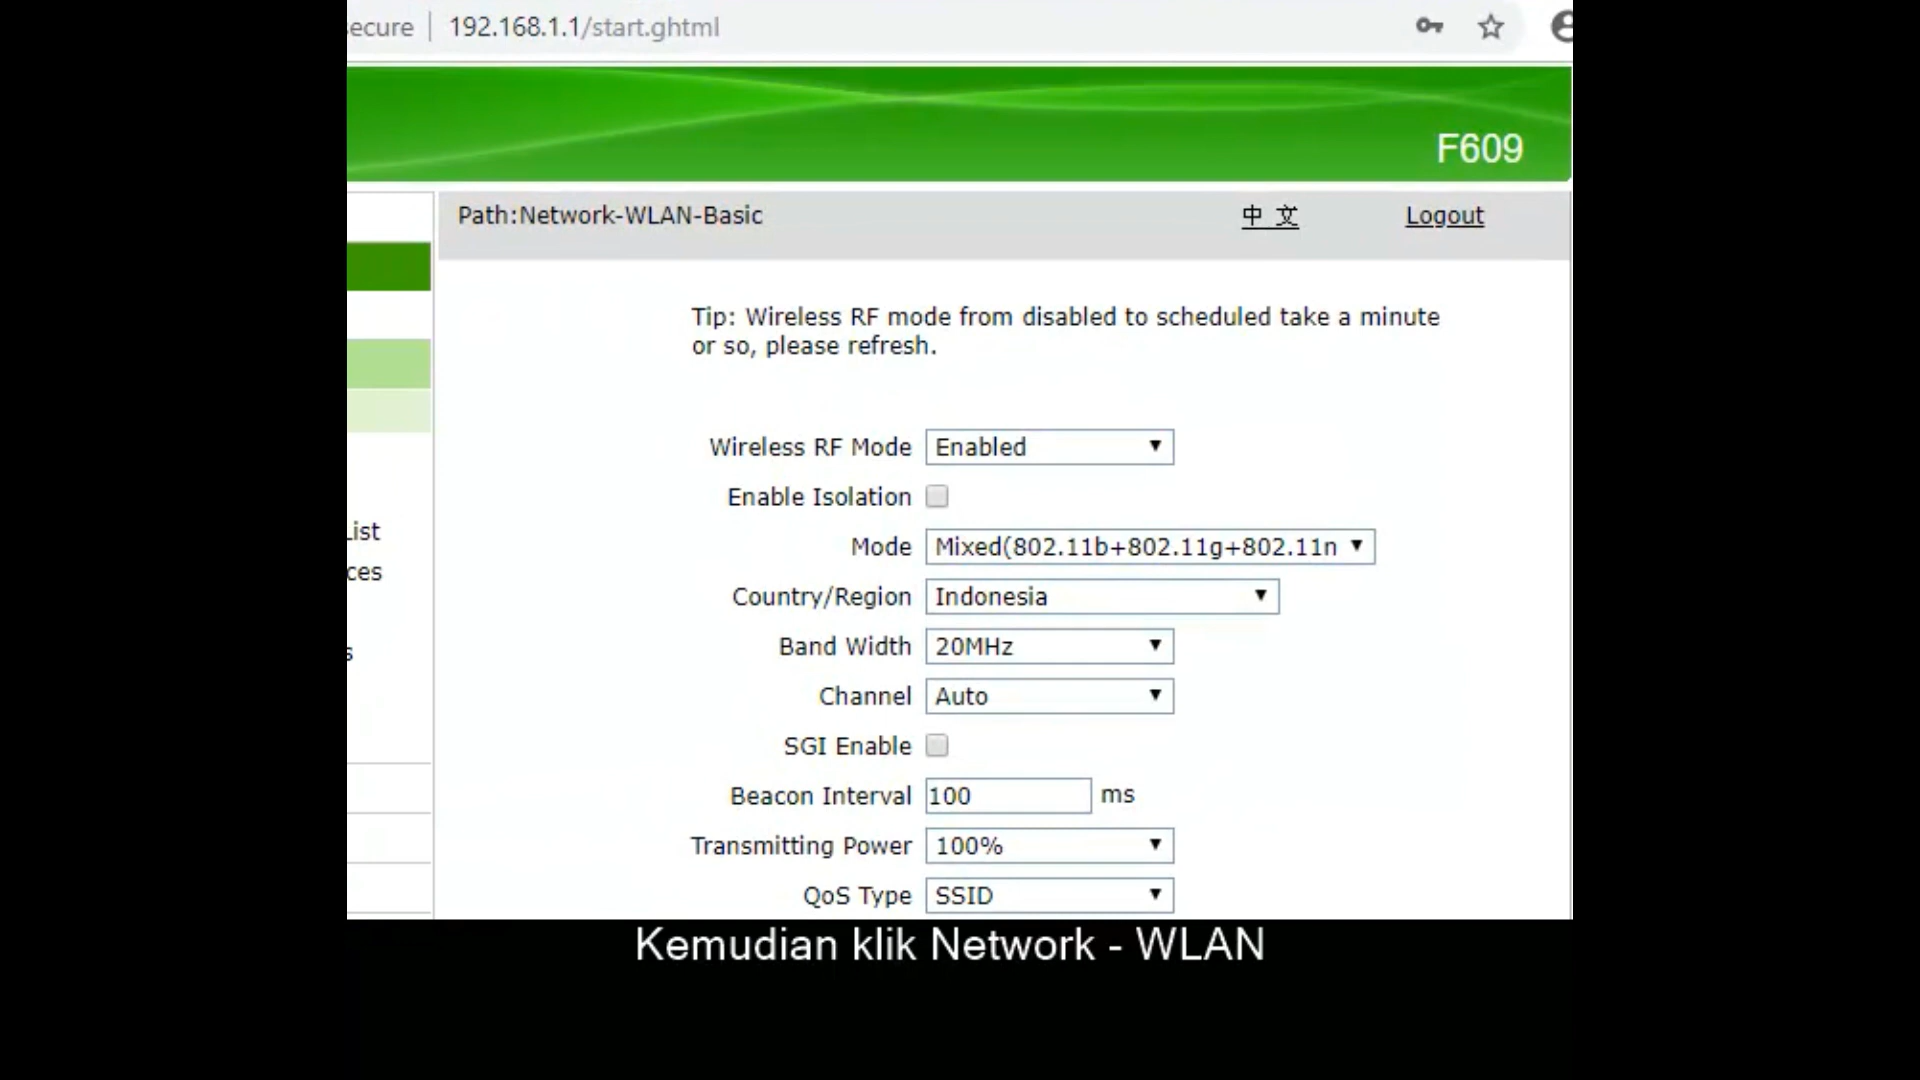 ecure | 192.168.1.1/start.ghtml
F609
Path:Network-WLAN-Basic 中 文 Logout
Tip: Wireless RF mode from disabled to scheduled take a minute
or so, please refresh.
Wireless RF Mode Enabled
Enable Isolation
List
Mode Mixed(802.11b+802.11g+802.11n
ces
Country/Region Indonesia
s
Band Width 20MHz
Channel Auto
SGI Enable
Beacon Interval 100 ms
Transmitting Power 100%
QoS Type SSID
Kemudian klik Network - WLAN